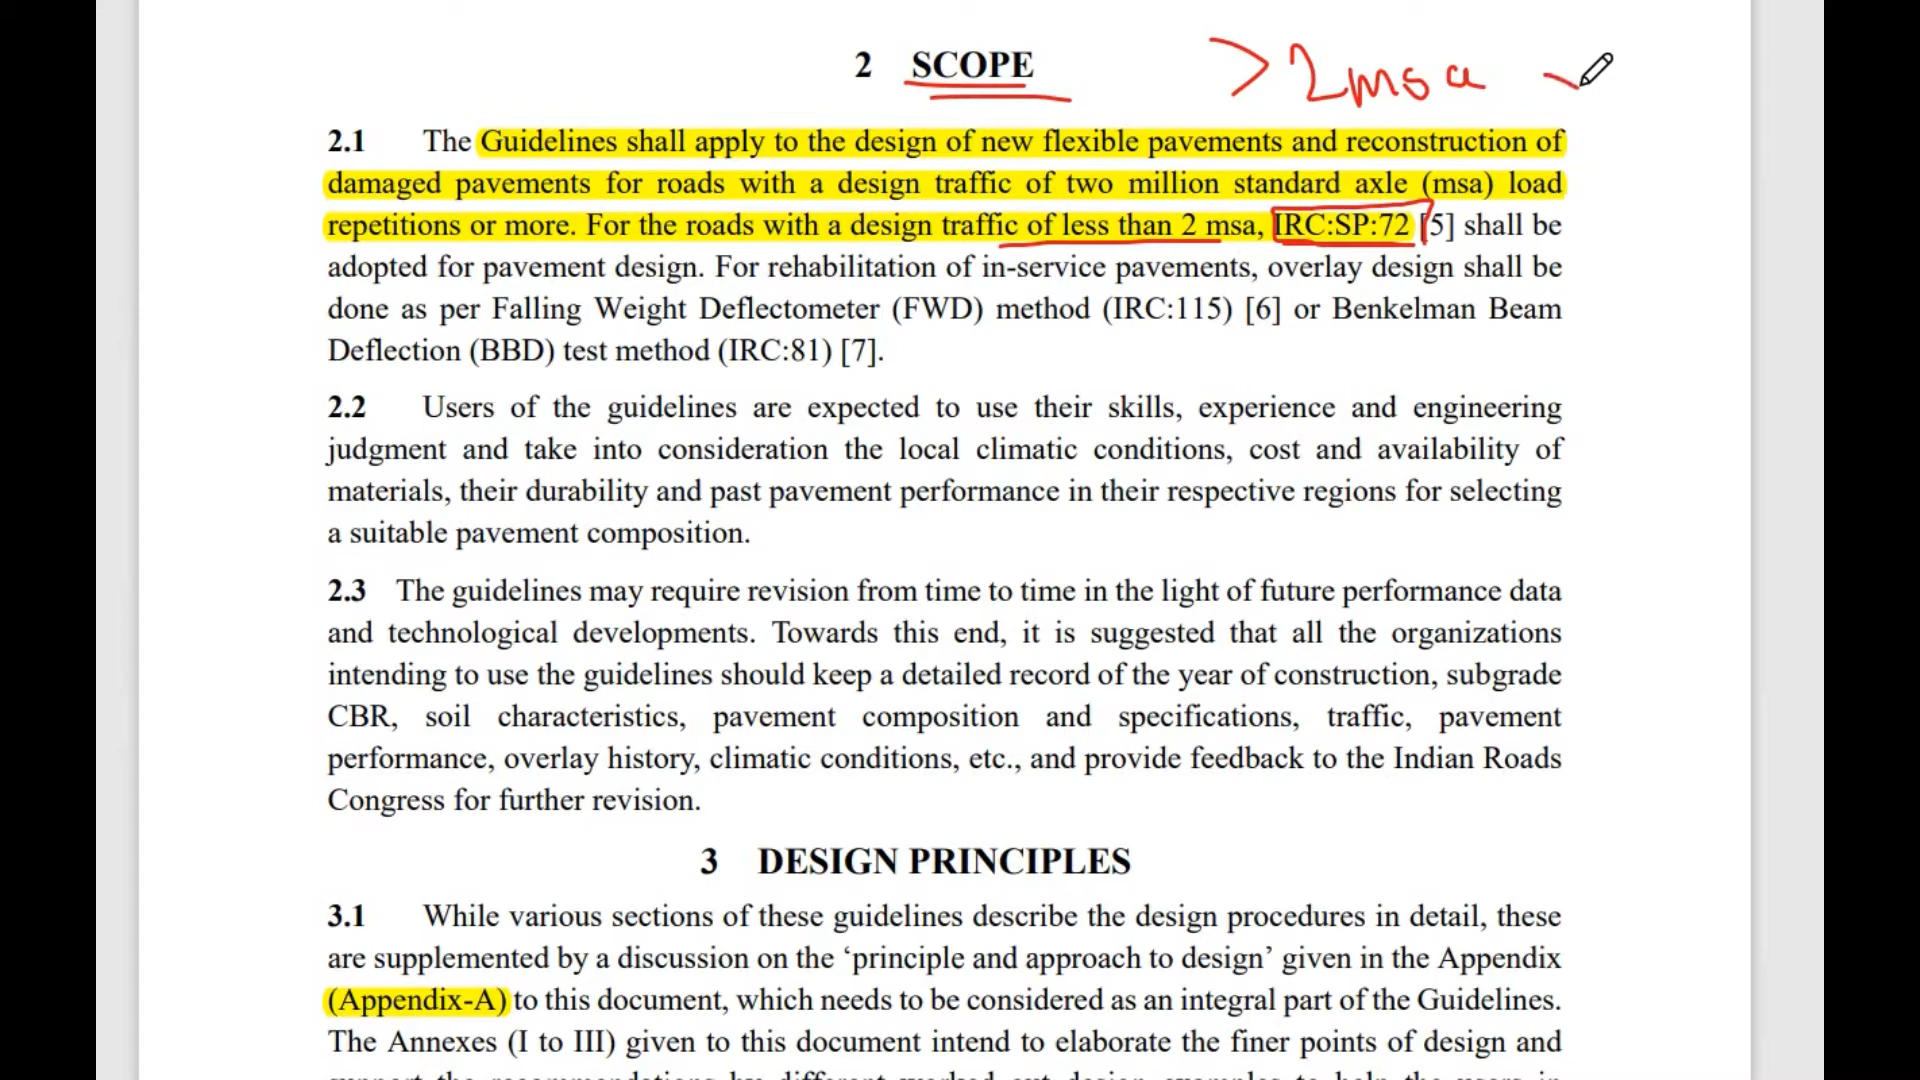 2 SCOPE
>2msa
2.1 The Guidelines shall apply to the design of new flexible pavements and reconstruction of
damaged pavements for roads with a design traffic of two million standard axle (msa) load
repetitions or more. For the roads with a design traffic of less than 2 msa, IRC:SP:72 [5] shall be
adopted for pavement design. For rehabilitation of in-service pavements, overlay design shall be
done as per Falling Weight Deflectometer (FWD) method (IRC:115) [6] or Benkelman Beam
Deflection (BBD) test method (IRC:81) [7].
2.2 Users of the guidelines are expected to use their skills, experience and engineering
judgment and take into consideration the local climatic conditions, cost and availability of
materials, their durability and past pavement performance in their respective regions for selecting
a suitable pavement composition.
2.3 The guidelines may require revision from time to time in the light of future performance data
and technological developments. Towards this end, it is suggested that all the organizations
intending to use the guidelines should keep a detailed record of the year of construction, subgrade
CBR, soil characteristics, pavement composition and specifications, traffic, pavement
performance, overlay history, climatic conditions, etc., and provide feedback to the Indian Roads
Congress for further revision.
3 DESIGN PRINCIPLES
3.1 While various sections of these guidelines describe the design procedures in detail, these
are supplemented by a discussion on the ‘principle and approach to design’ given in the Appendix
(Appendix-A) to this document, which needs to be considered as an integral part of the Guidelines.
The Annexes (I to III) given to this document intend to elaborate the finer points of design and